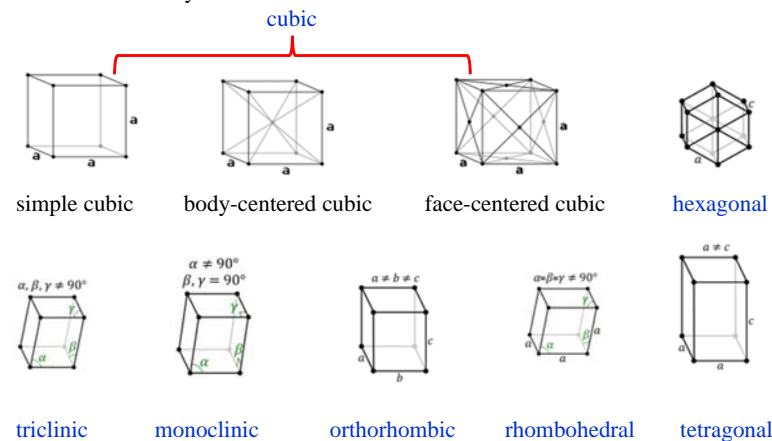 cubic
a
a
a
a
a
a
a
a
a
c
a
simple cubic body-centered cubic face-centered cubic hexagonal
α, β, γ ≠ 90°
α ≠ 90°
β, γ = 90°
a ≠ b ≠ c
α=β=γ ≠ 90°
a ≠ c
γ
α
β
γ
α
β
a
b
c
γ
α
β
a
a
a
a
c
triclinic monoclinic orthorhombic rhombohedral tetragonal